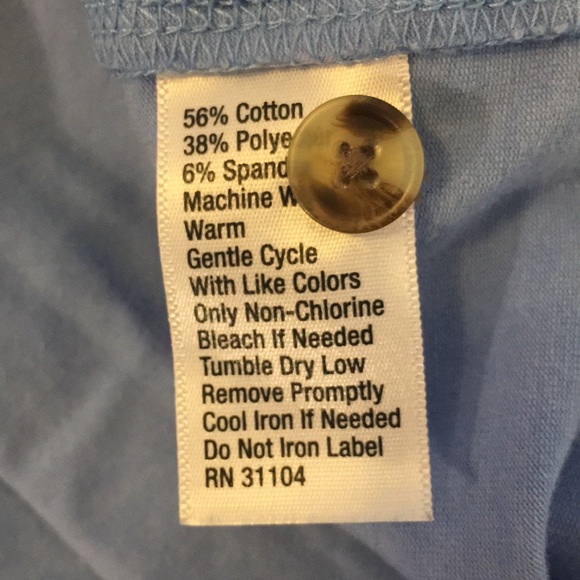 56% Cotton
38% Polye
6% Spand
Machine W
Warm
Gentle Cycle
With Like Colors
Only Non-Chlorine
Bleach If Needed
Tumble Dry Low
Remove Promptly
Cool Iron If Needed
Do Not Iron Label
RN 31104